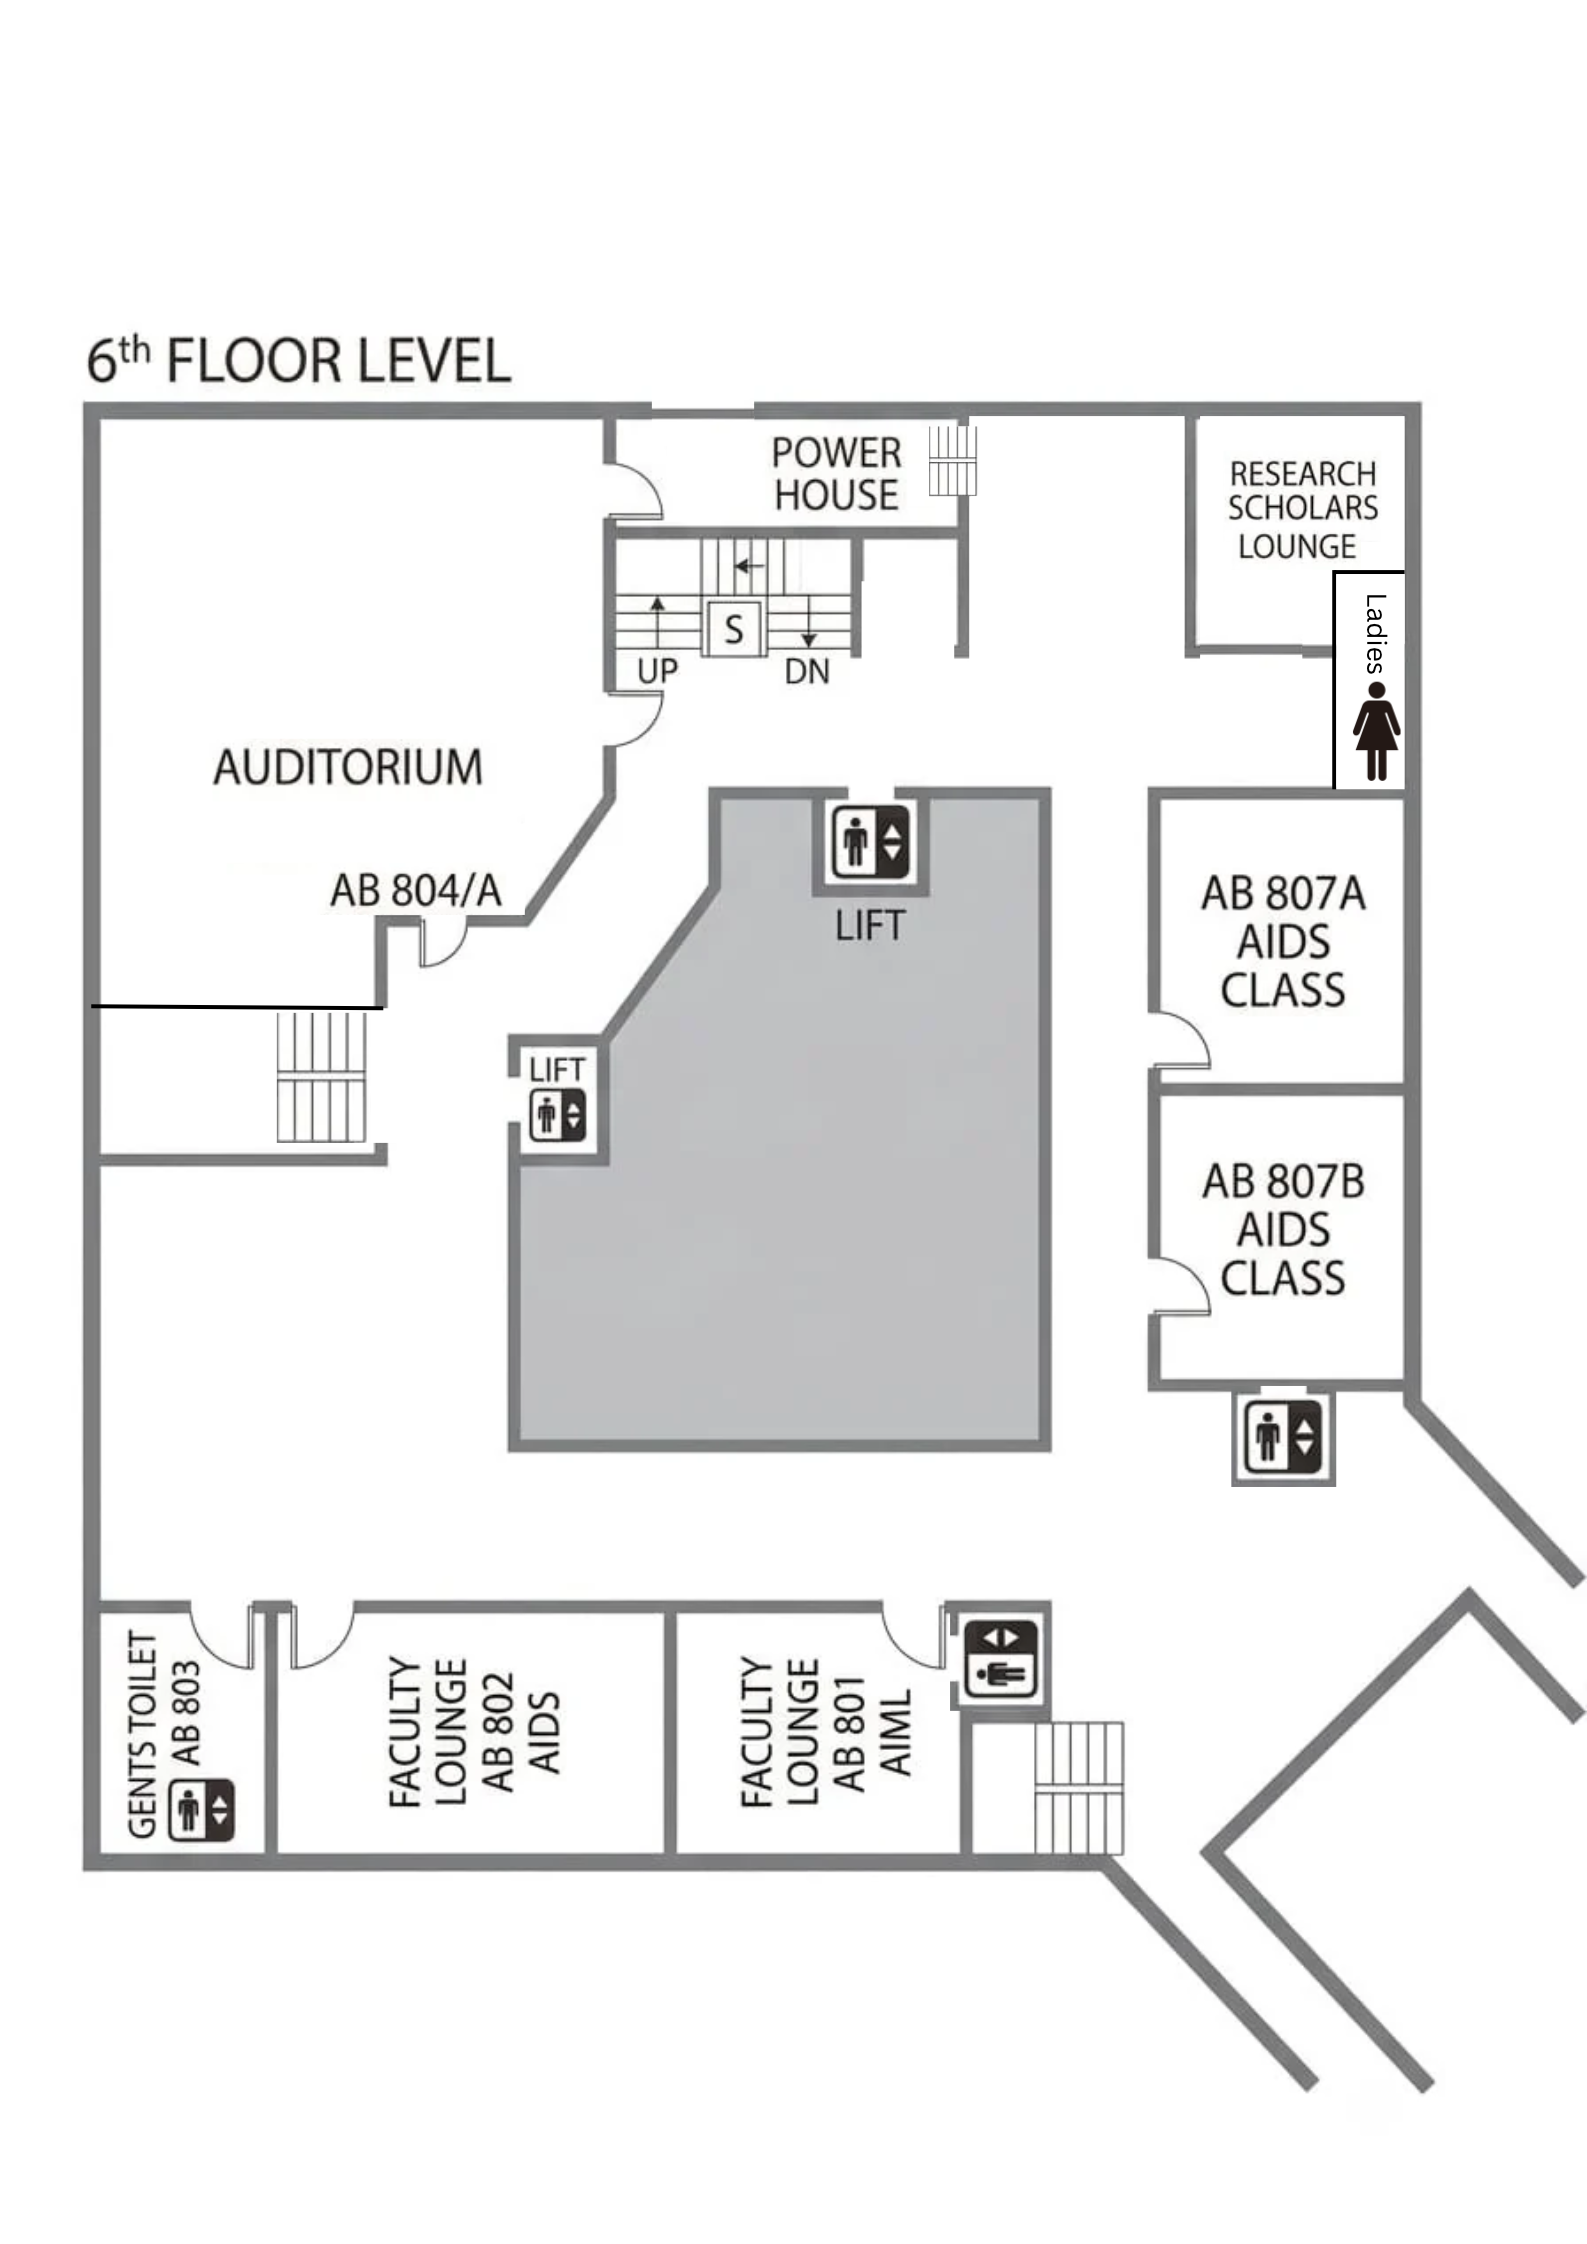 6th FLOOR LEVEL
POWER
HOUSE
RESEARCH
SCHOLARS
LOUNGE
Ladies
S
UP
DN
AUDITORIUM
AB 804/A
LIFT
AB 807A
AIDS
CLASS
LIFT
AB 807B
AIDS
CLASS
GENTS TOILET
AB 803
FACULTY
LOUNGE
AB 802
AIDS
FACULTY
LOUNGE
AB 801
AIML